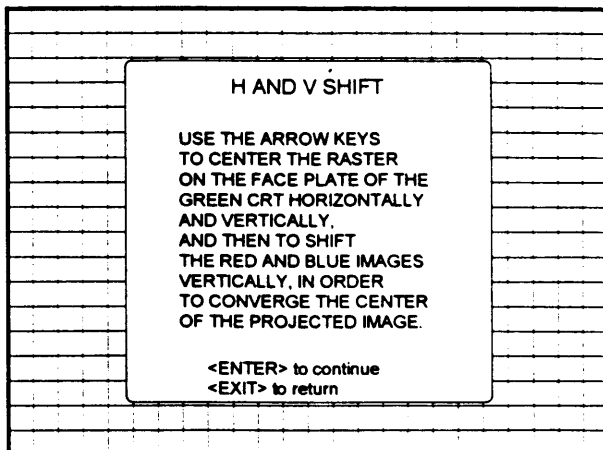 H AND V SHIFT
USE THE ARROW KEYS
TO CENTER THE RASTER
ON THE FACE PLATE OF THE
GREEN CRT HORIZONTALLY
AND VERTICALLY,
AND THEN TO SHIFT
THE RED AND BLUE IMAGES
VERTICALLY, IN ORDER
TO CONVERGE THE CENTER
OF THE PROJECTED IMAGE.
<ENTER> to continue
<EXIT> to return